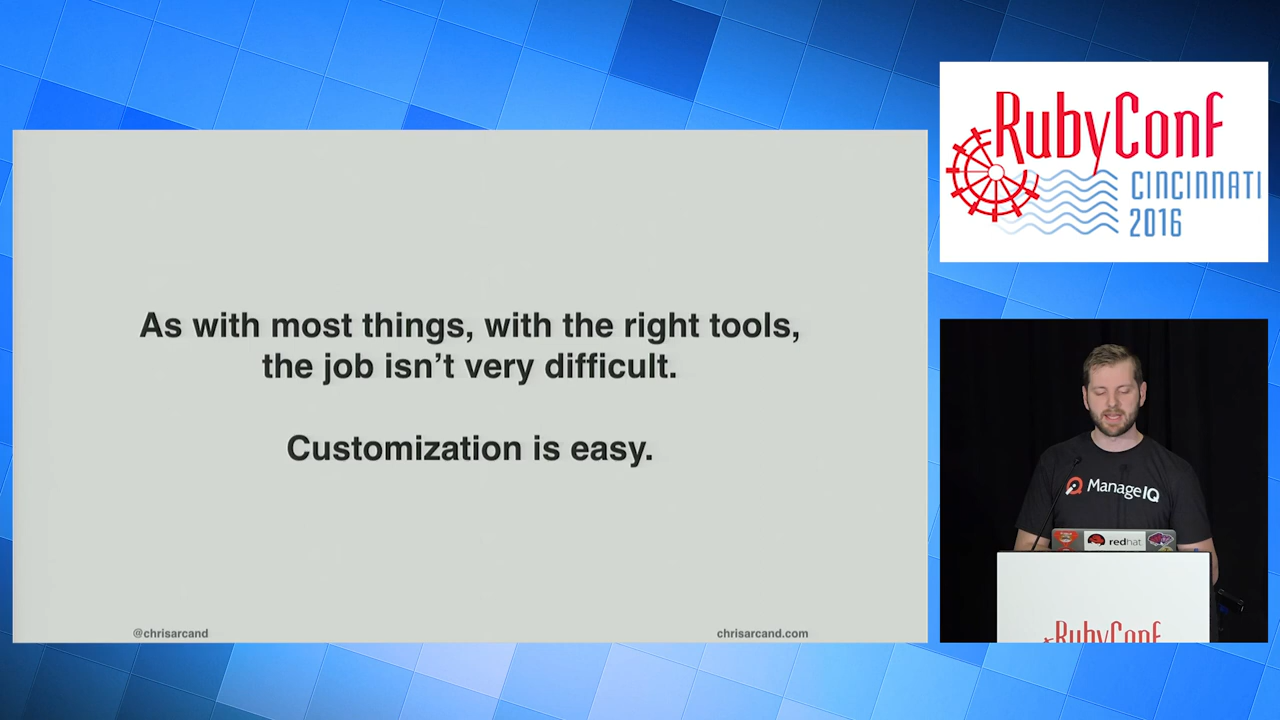 As with most things, with the right tools,
the job isn’t very difficult.
Customization is easy.
@chrisarcand
chrisarcand.com
RubyConf
CINCINNATI
2016
ManageIQ
redhat
RubyConf